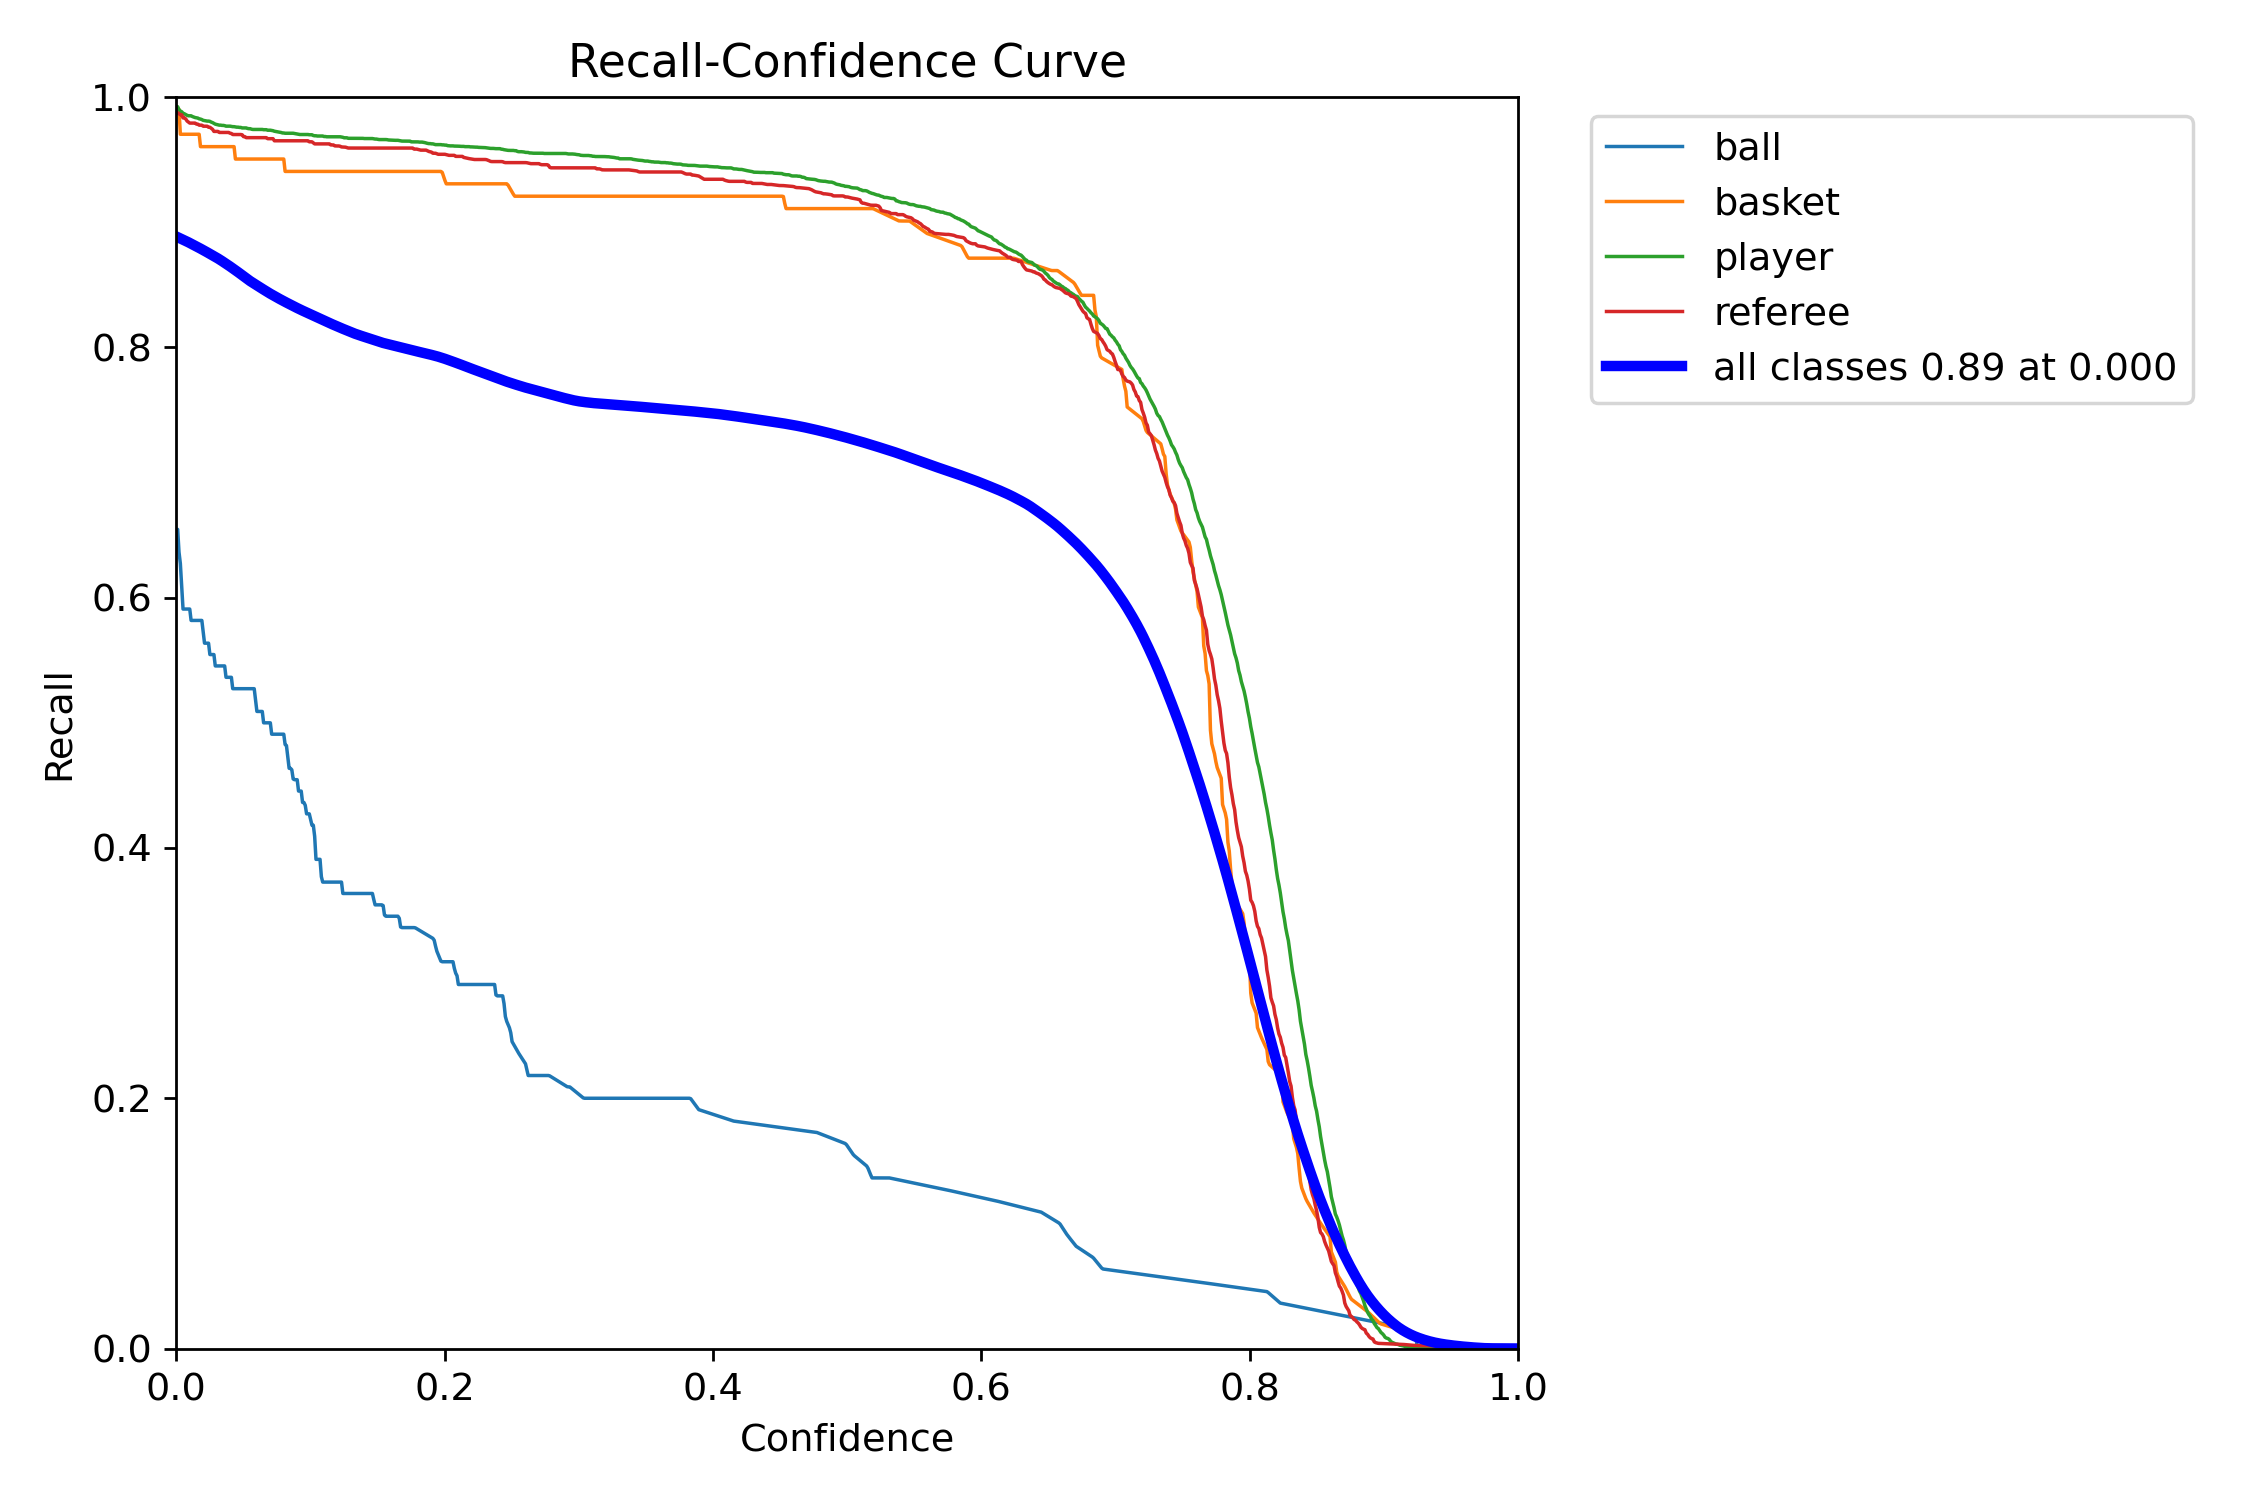 Recall-Confidence Curve
1.0
0.8
0.6
0.4
0.2
0.0
Recall
0.0 0.2 0.4 0.6 0.8 1.0
Confidence
ball
basket
player
referee
all classes 0.89 at 0.000